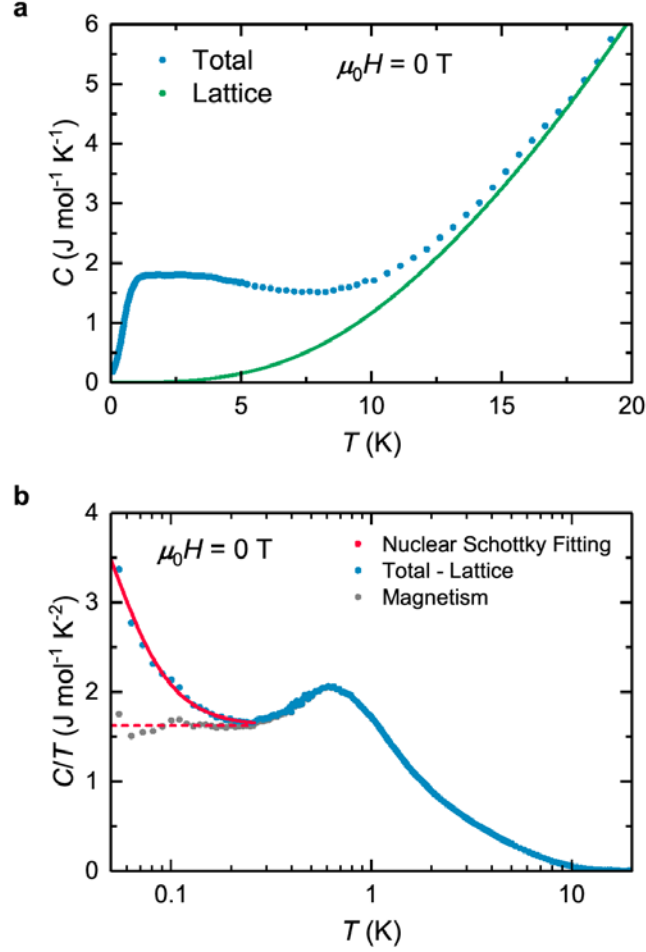 a
6
5
4
3
2
1
0
C (J mol⁻¹ K⁻¹)
Total
Lattice
μ₀H = 0 T
0 5 10 15 20
T (K)
b
4
3
2
1
0
C/T (J mol⁻¹ K⁻²)
μ₀H = 0 T
Nuclear Schottky Fitting
Total - Lattice
Magnetism
0.1 1 10
T (K)